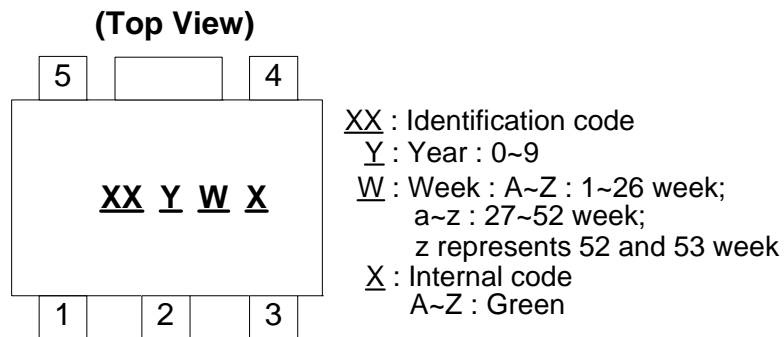 (Top View)
5 4
XX Y W X
1 2 3
XX : Identification code
Y : Year : 0~9
W : Week : A~Z : 1~26 week;
a~z : 27~52 week;
z represents 52 and 53 week
X : Internal code
A~Z : Green